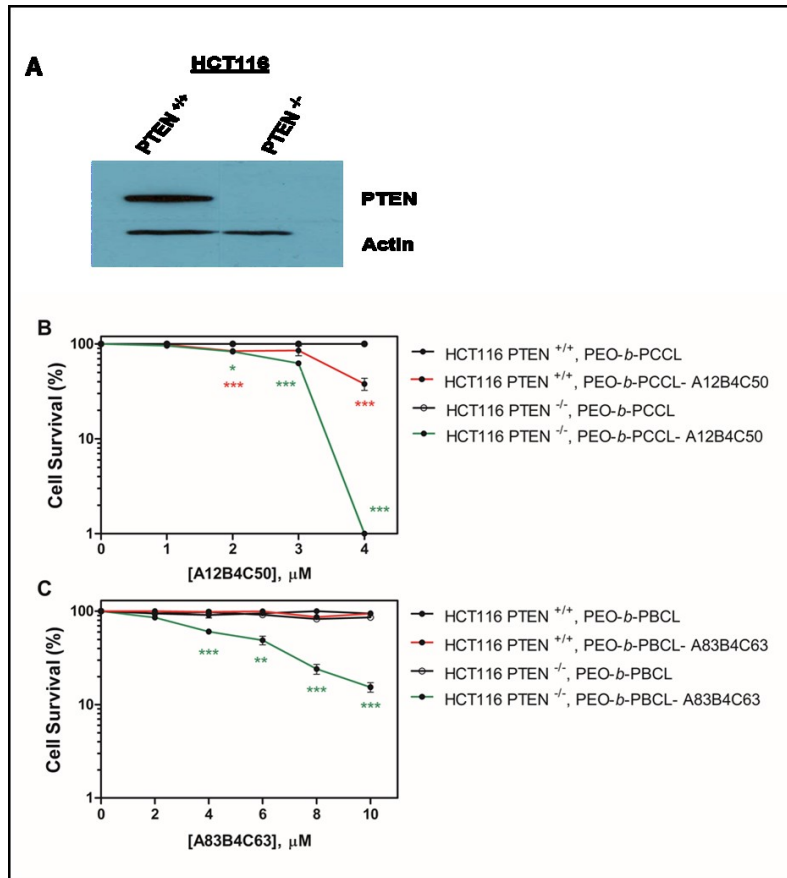 A
HCT116
PTEN +/+
PTEN -/-
PTEN
Actin
B
Cell Survival (%)
100
10
1
0 1 2 3 4
[A12B4C50], µM
*
***
***
***
***
HCT116 PTEN +/+, PEO-b-PCCL
HCT116 PTEN +/+, PEO-b-PCCL- A12B4C50
HCT116 PTEN -/-, PEO-b-PCCL
HCT116 PTEN -/-, PEO-b-PCCL- A12B4C50
C
Cell Survival (%)
100
10
1
0 2 4 6 8 10
[A83B4C63], µM
***
**
***
***
HCT116 PTEN +/+, PEO-b-PBCL
HCT116 PTEN +/+, PEO-b-PBCL- A83B4C63
HCT116 PTEN -/-, PEO-b-PBCL
HCT116 PTEN -/-, PEO-b-PBCL- A83B4C63